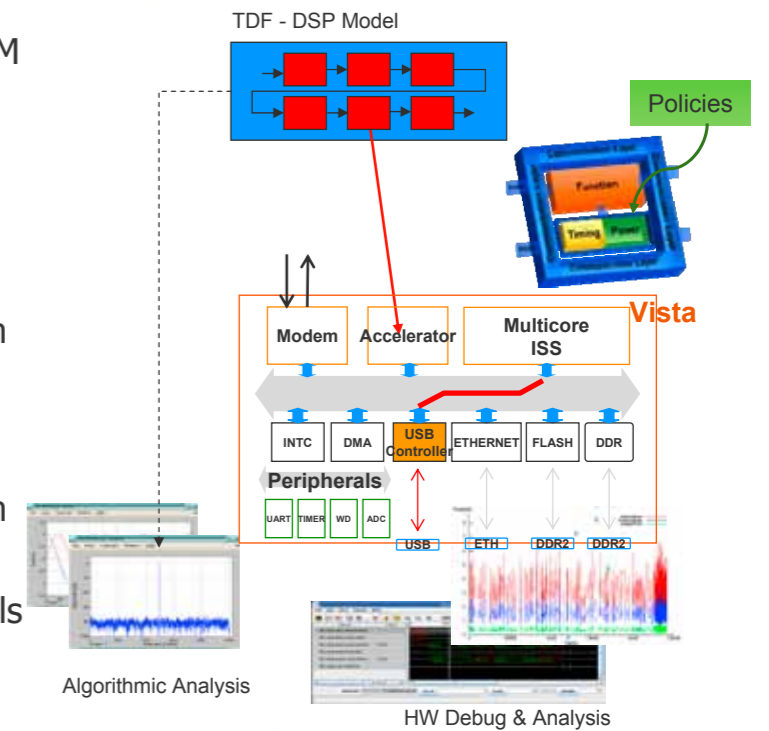 TDF - DSP Model
M
Policies
Function
Timing Power
Vista
Modem
Accelerator
Multicore
ISS
INTC
DMA
USB
Controller
ETHERNET
FLASH
DDR
Peripherals
UART
TIMER
WD
ADC
n
n
ls
USB
ETH
DDR2
DDR2
Algorithmic Analysis
HW Debug & Analysis